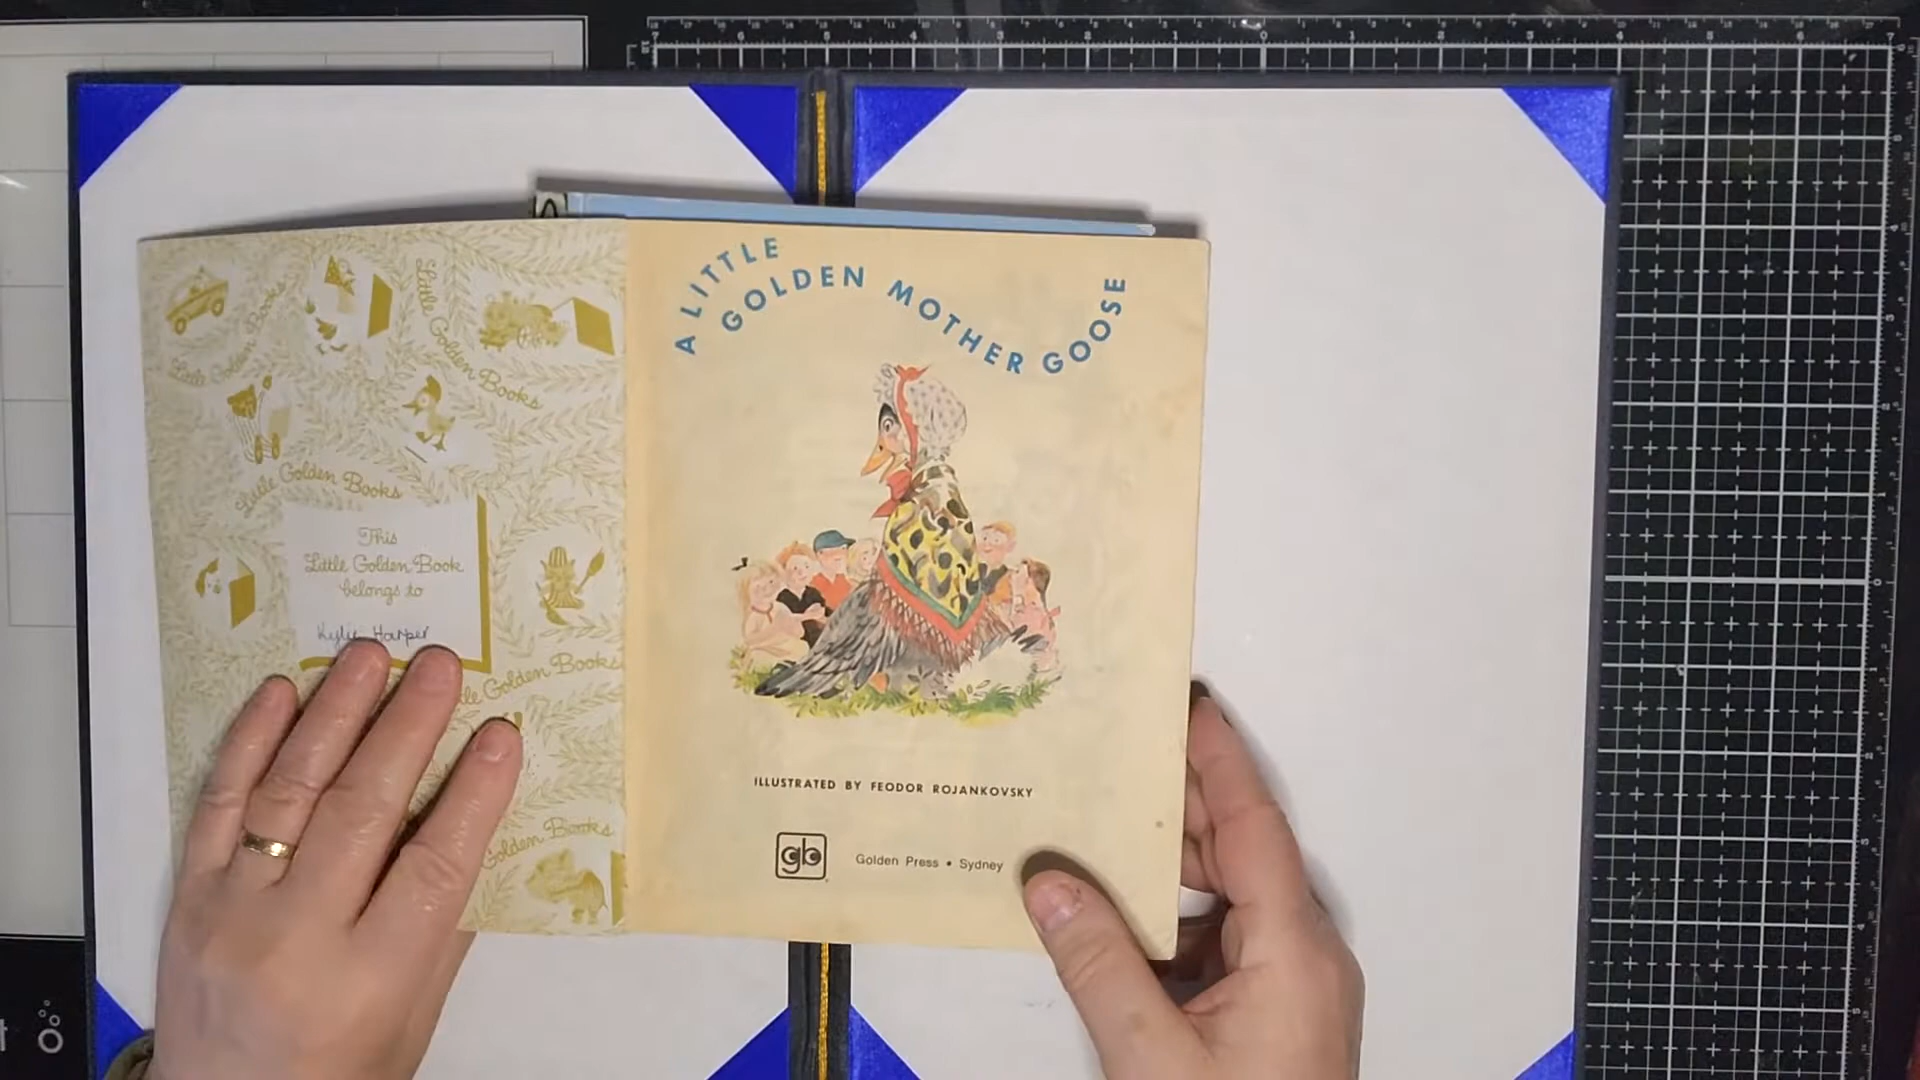 Little Golden Books
Little Golden Books
Little Golden Books
This
Little Golden Book
belongs to
Kylie Harper
Little Golden Books
Golden Books
A LITTLE
GOLDEN MOTHER GOOSE
ILLUSTRATED BY FEODOR ROJANKOVSKY
gb
Golden Press • Sydney